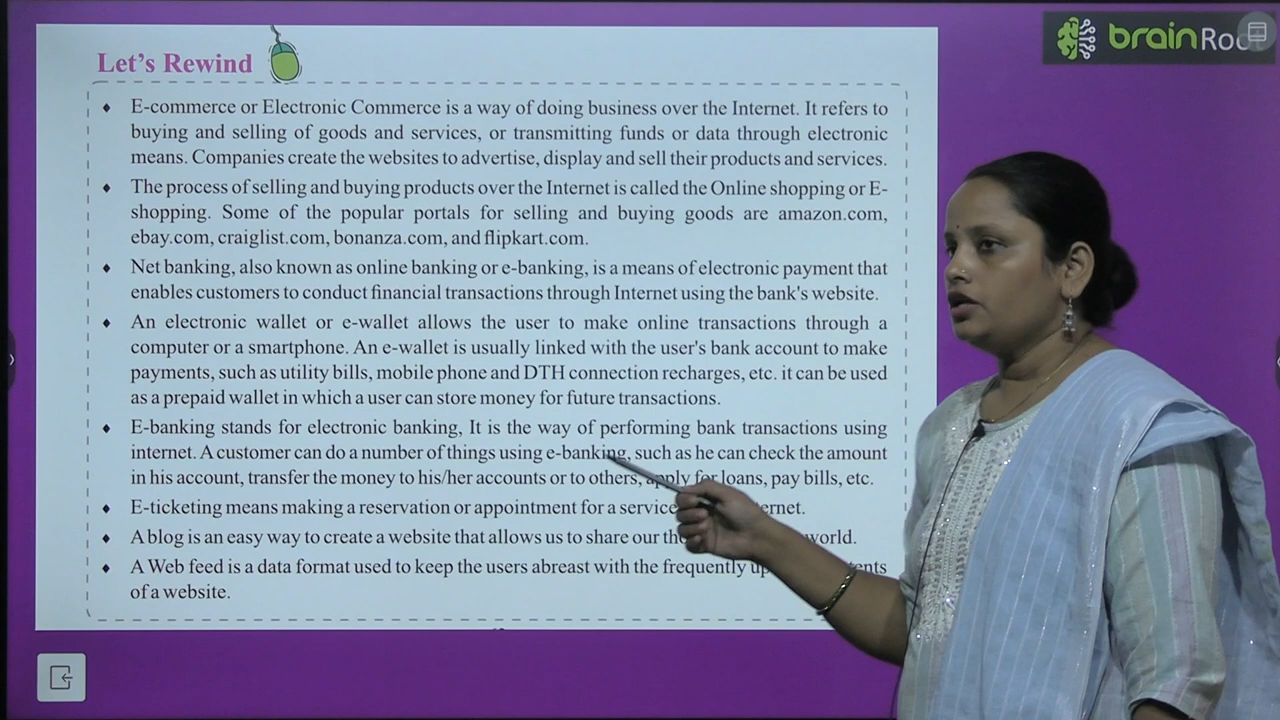 brainRoo
Let's Rewind
♦ E-commerce or Electronic Commerce is a way of doing business over the Internet. It refers to
buying and selling of goods and services, or transmitting funds or data through electronic
means. Companies create the websites to advertise, display and sell their products and services.
♦ The process of selling and buying products over the Internet is called the Online shopping or E-
shopping. Some of the popular portals for selling and buying goods are amazon.com,
ebay.com, craiglist.com, bonanza.com, and flipkart.com.
♦ Net banking, also known as online banking or e-banking, is a means of electronic payment that
enables customers to conduct financial transactions through Internet using the bank's website.
♦ An electronic wallet or e-wallet allows the user to make online transactions through a
computer or a smartphone. An e-wallet is usually linked with the user's bank account to make
payments, such as utility bills, mobile phone and DTH connection recharges, etc. it can be used
as a prepaid wallet in which a user can store money for future transactions.
♦ E-banking stands for electronic banking, It is the way of performing bank transactions using
internet. A customer can do a number of things using e-banking, such as he can check the amount
in his account, transfer the money to his/her accounts or to others, apply for loans, pay bills, etc.
♦ E-ticketing means making a reservation or appointment for a service ernet.
♦ A blog is an easy way to create a website that allows us to share our world.
♦ A Web feed is a data format used to keep the users abreast with the frequently
of a website.